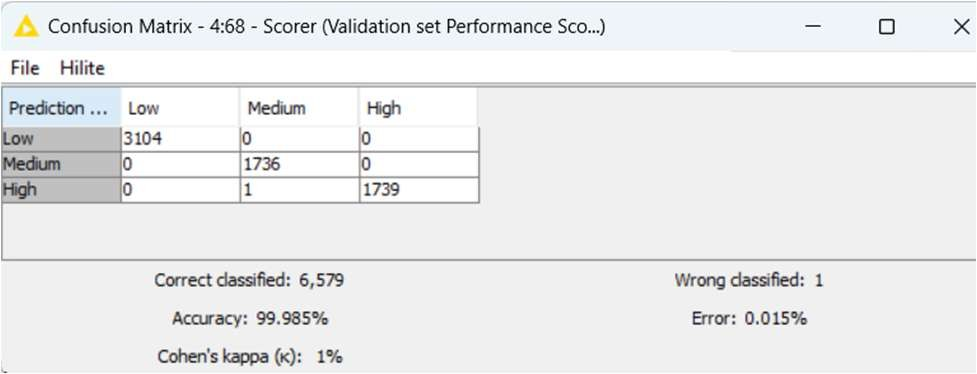 Confusion Matrix - 4:68 - Scorer (Validation set Performance Sco...)
File Hilite
Prediction ... Low Medium High
Low 3104 0 0
Medium 0 1736 0
High 0 1 1739
Correct classified: 6,579 Wrong classified: 1
Accuracy: 99.985% Error: 0.015%
Cohen's kappa (κ): 1%